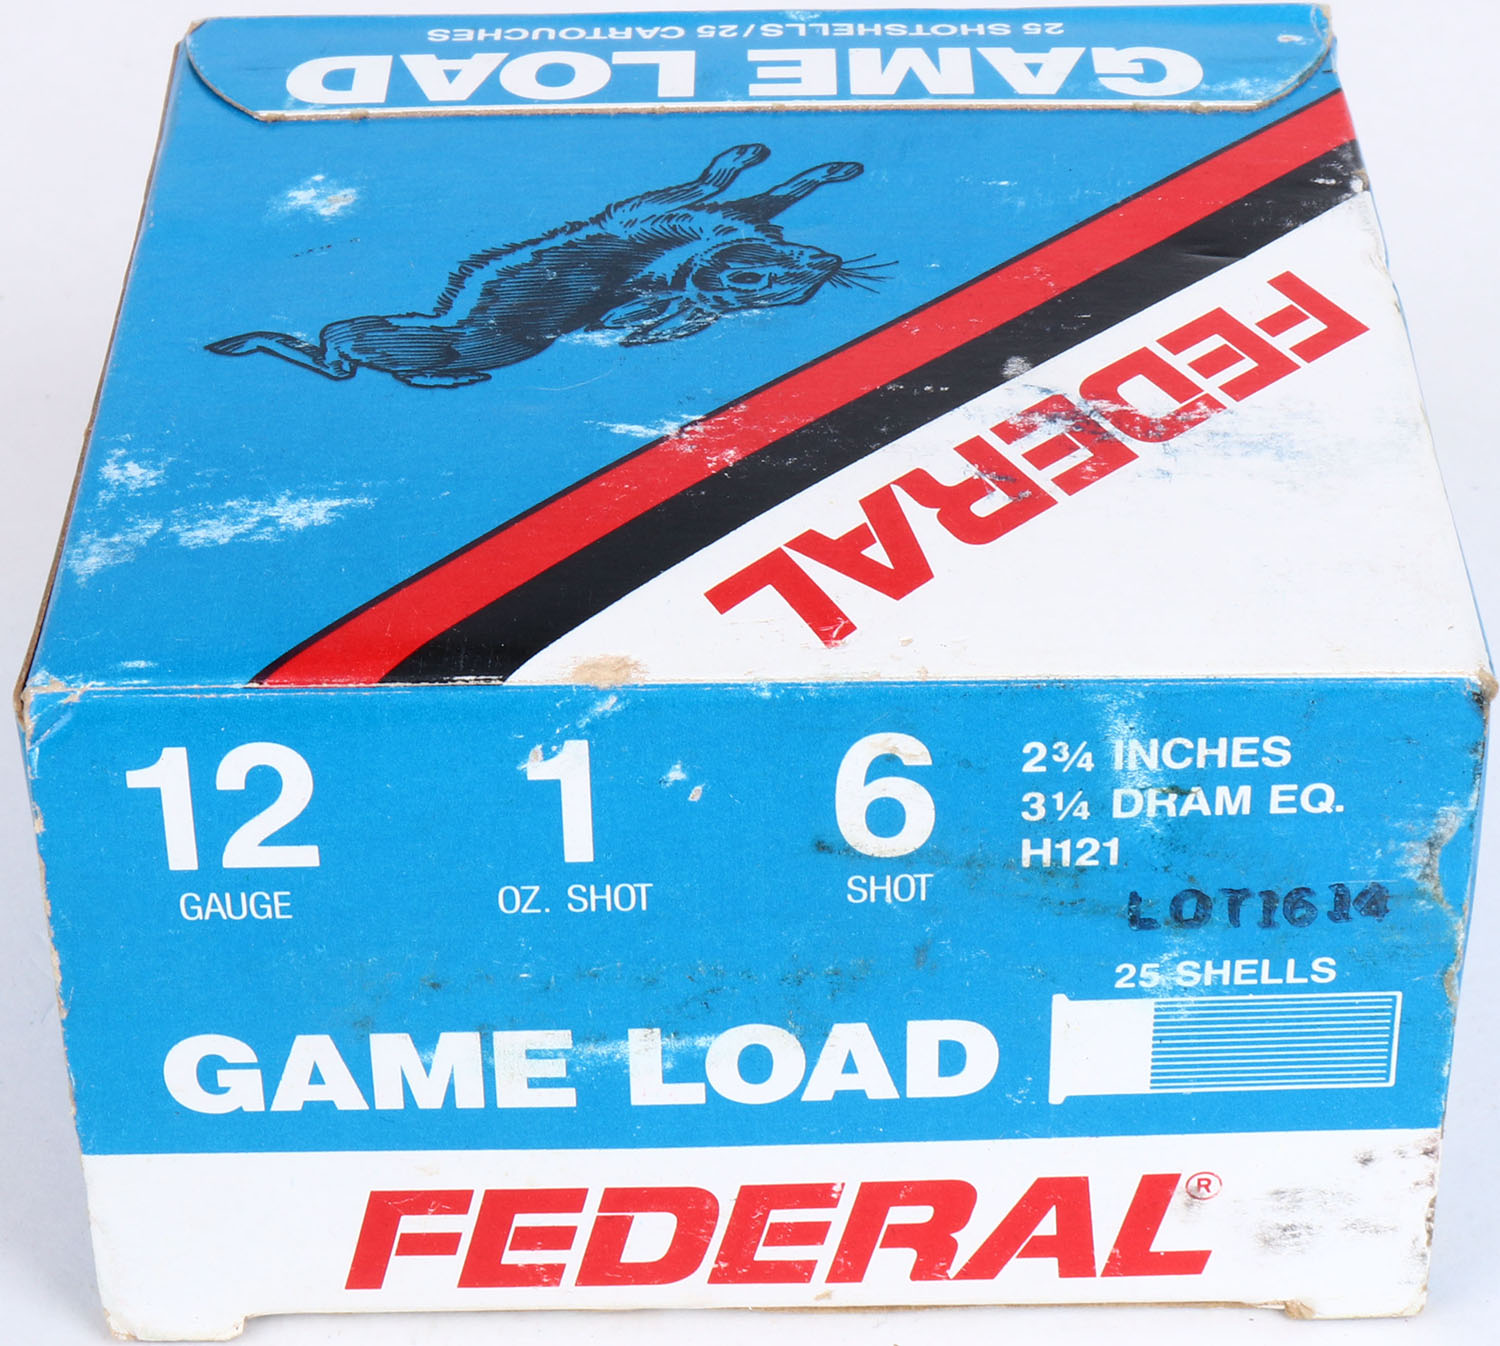 25 SHOTSHELLS/25 CARTOUCHES
GAME LOAD
FEDERAL
12
GAUGE
1
OZ. SHOT
6
SHOT
2¾ INCHES
3¼ DRAM EQ.
H121
LOT1614
25 SHELLS
GAME LOAD
FEDERAL®